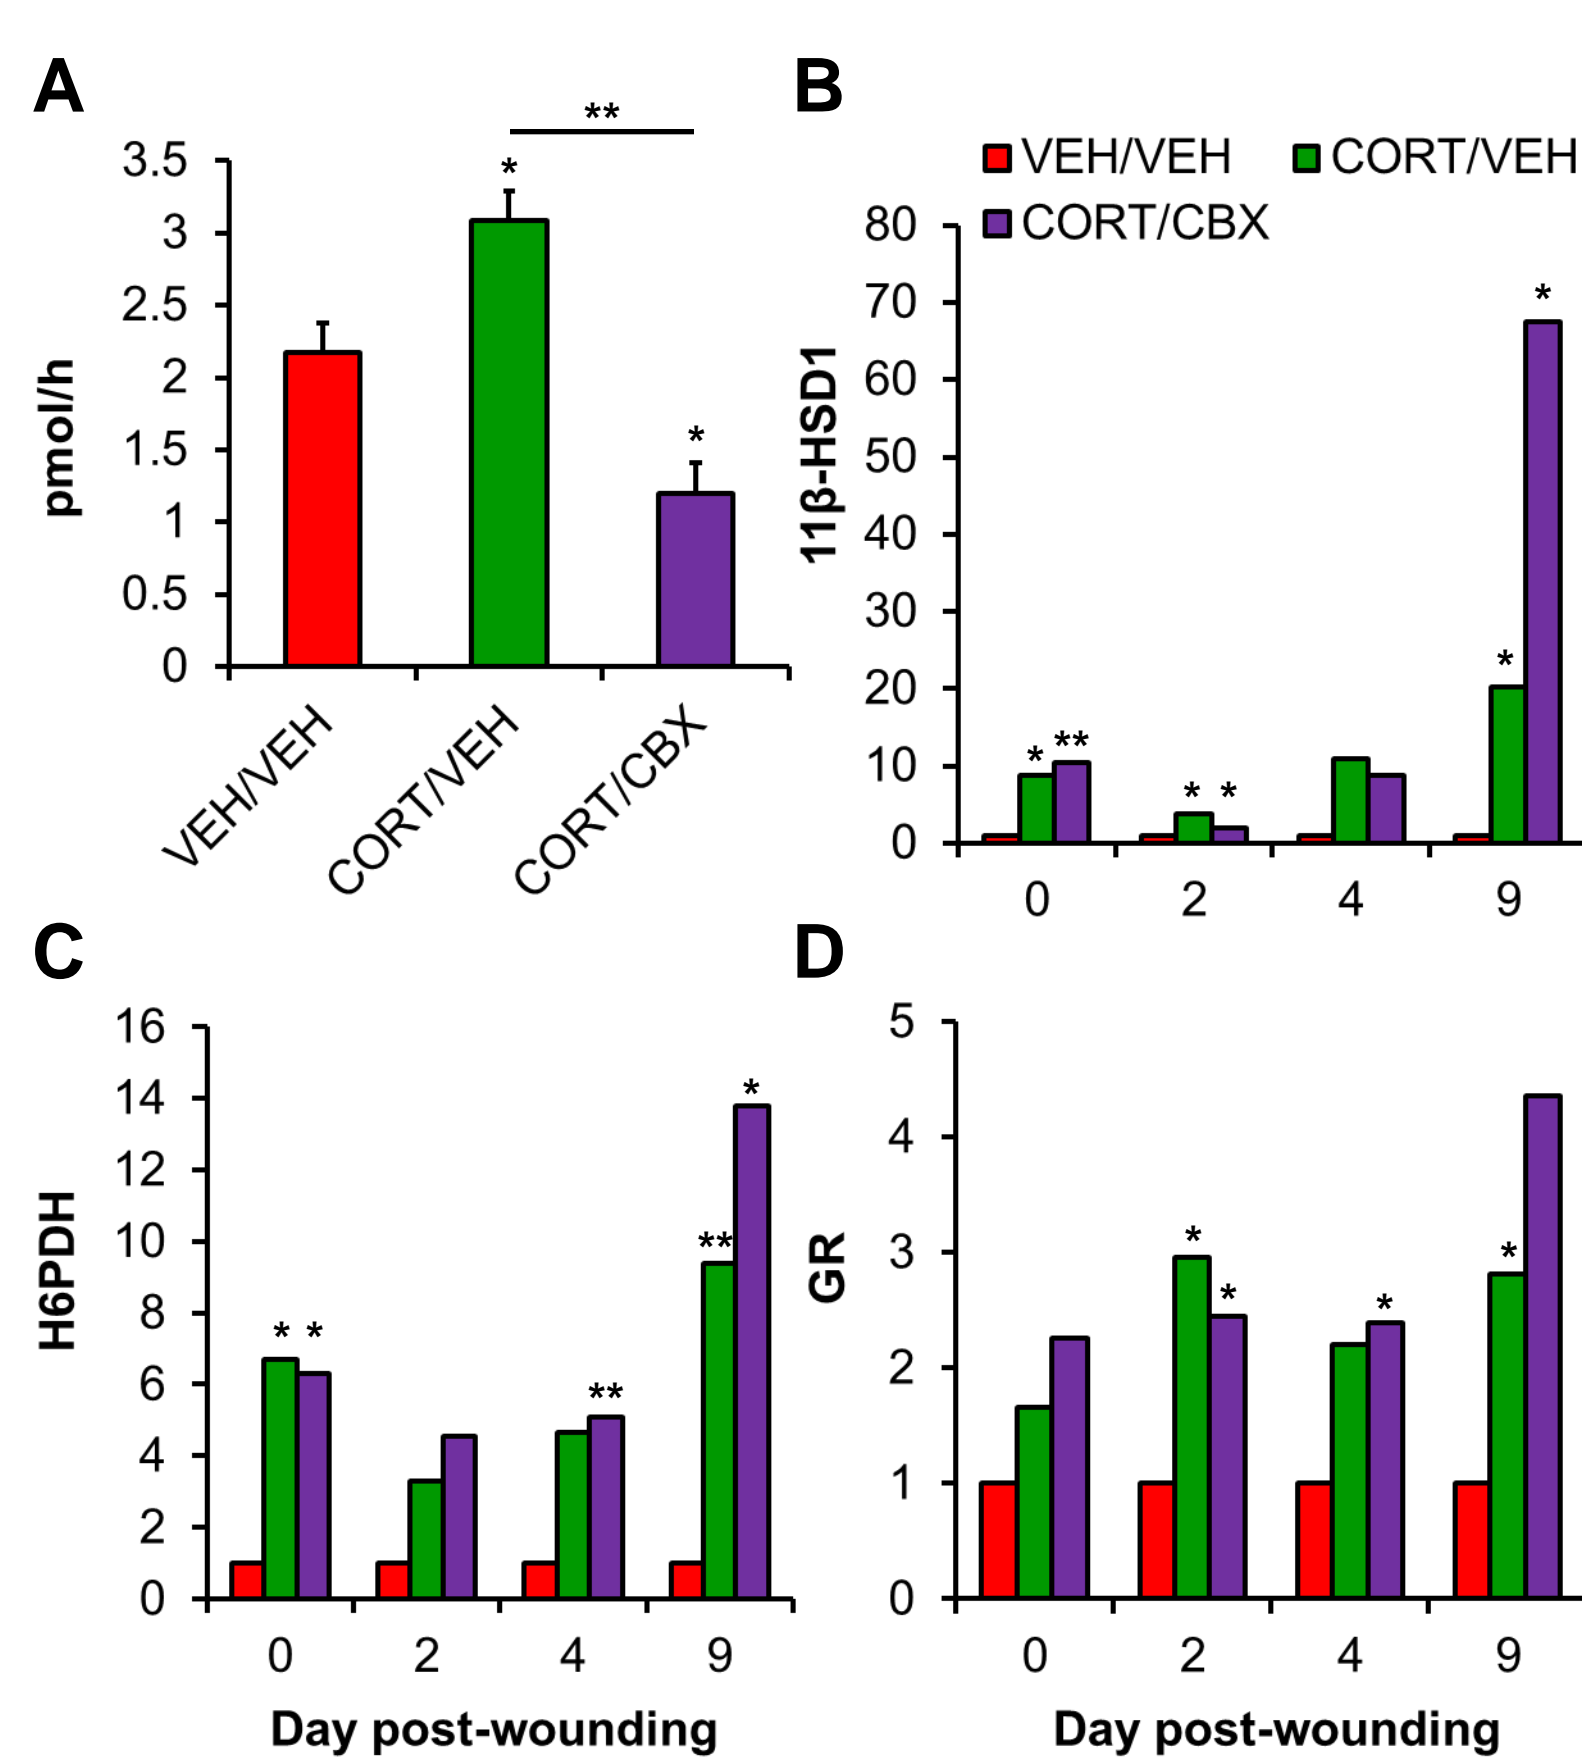 A
**
*
*
3.5
3
2.5
2
1.5
1
0.5
0
pmol/h
VEH/VEH
CORT/VEH
CORT/CBX
B
VEH/VEH
CORT/VEH
CORT/CBX
80
70
60
50
40
30
20
10
0
11β-HSD1
* **
* *
*
*
0 2 4 9
C
16
14
12
10
8
6
4
2
0
H6PDH
* *
**
**
*
0 2 4 9
Day post-wounding
D
5
4
3
2
1
0
GR
*
*
*
*
0 2 4 9
Day post-wounding